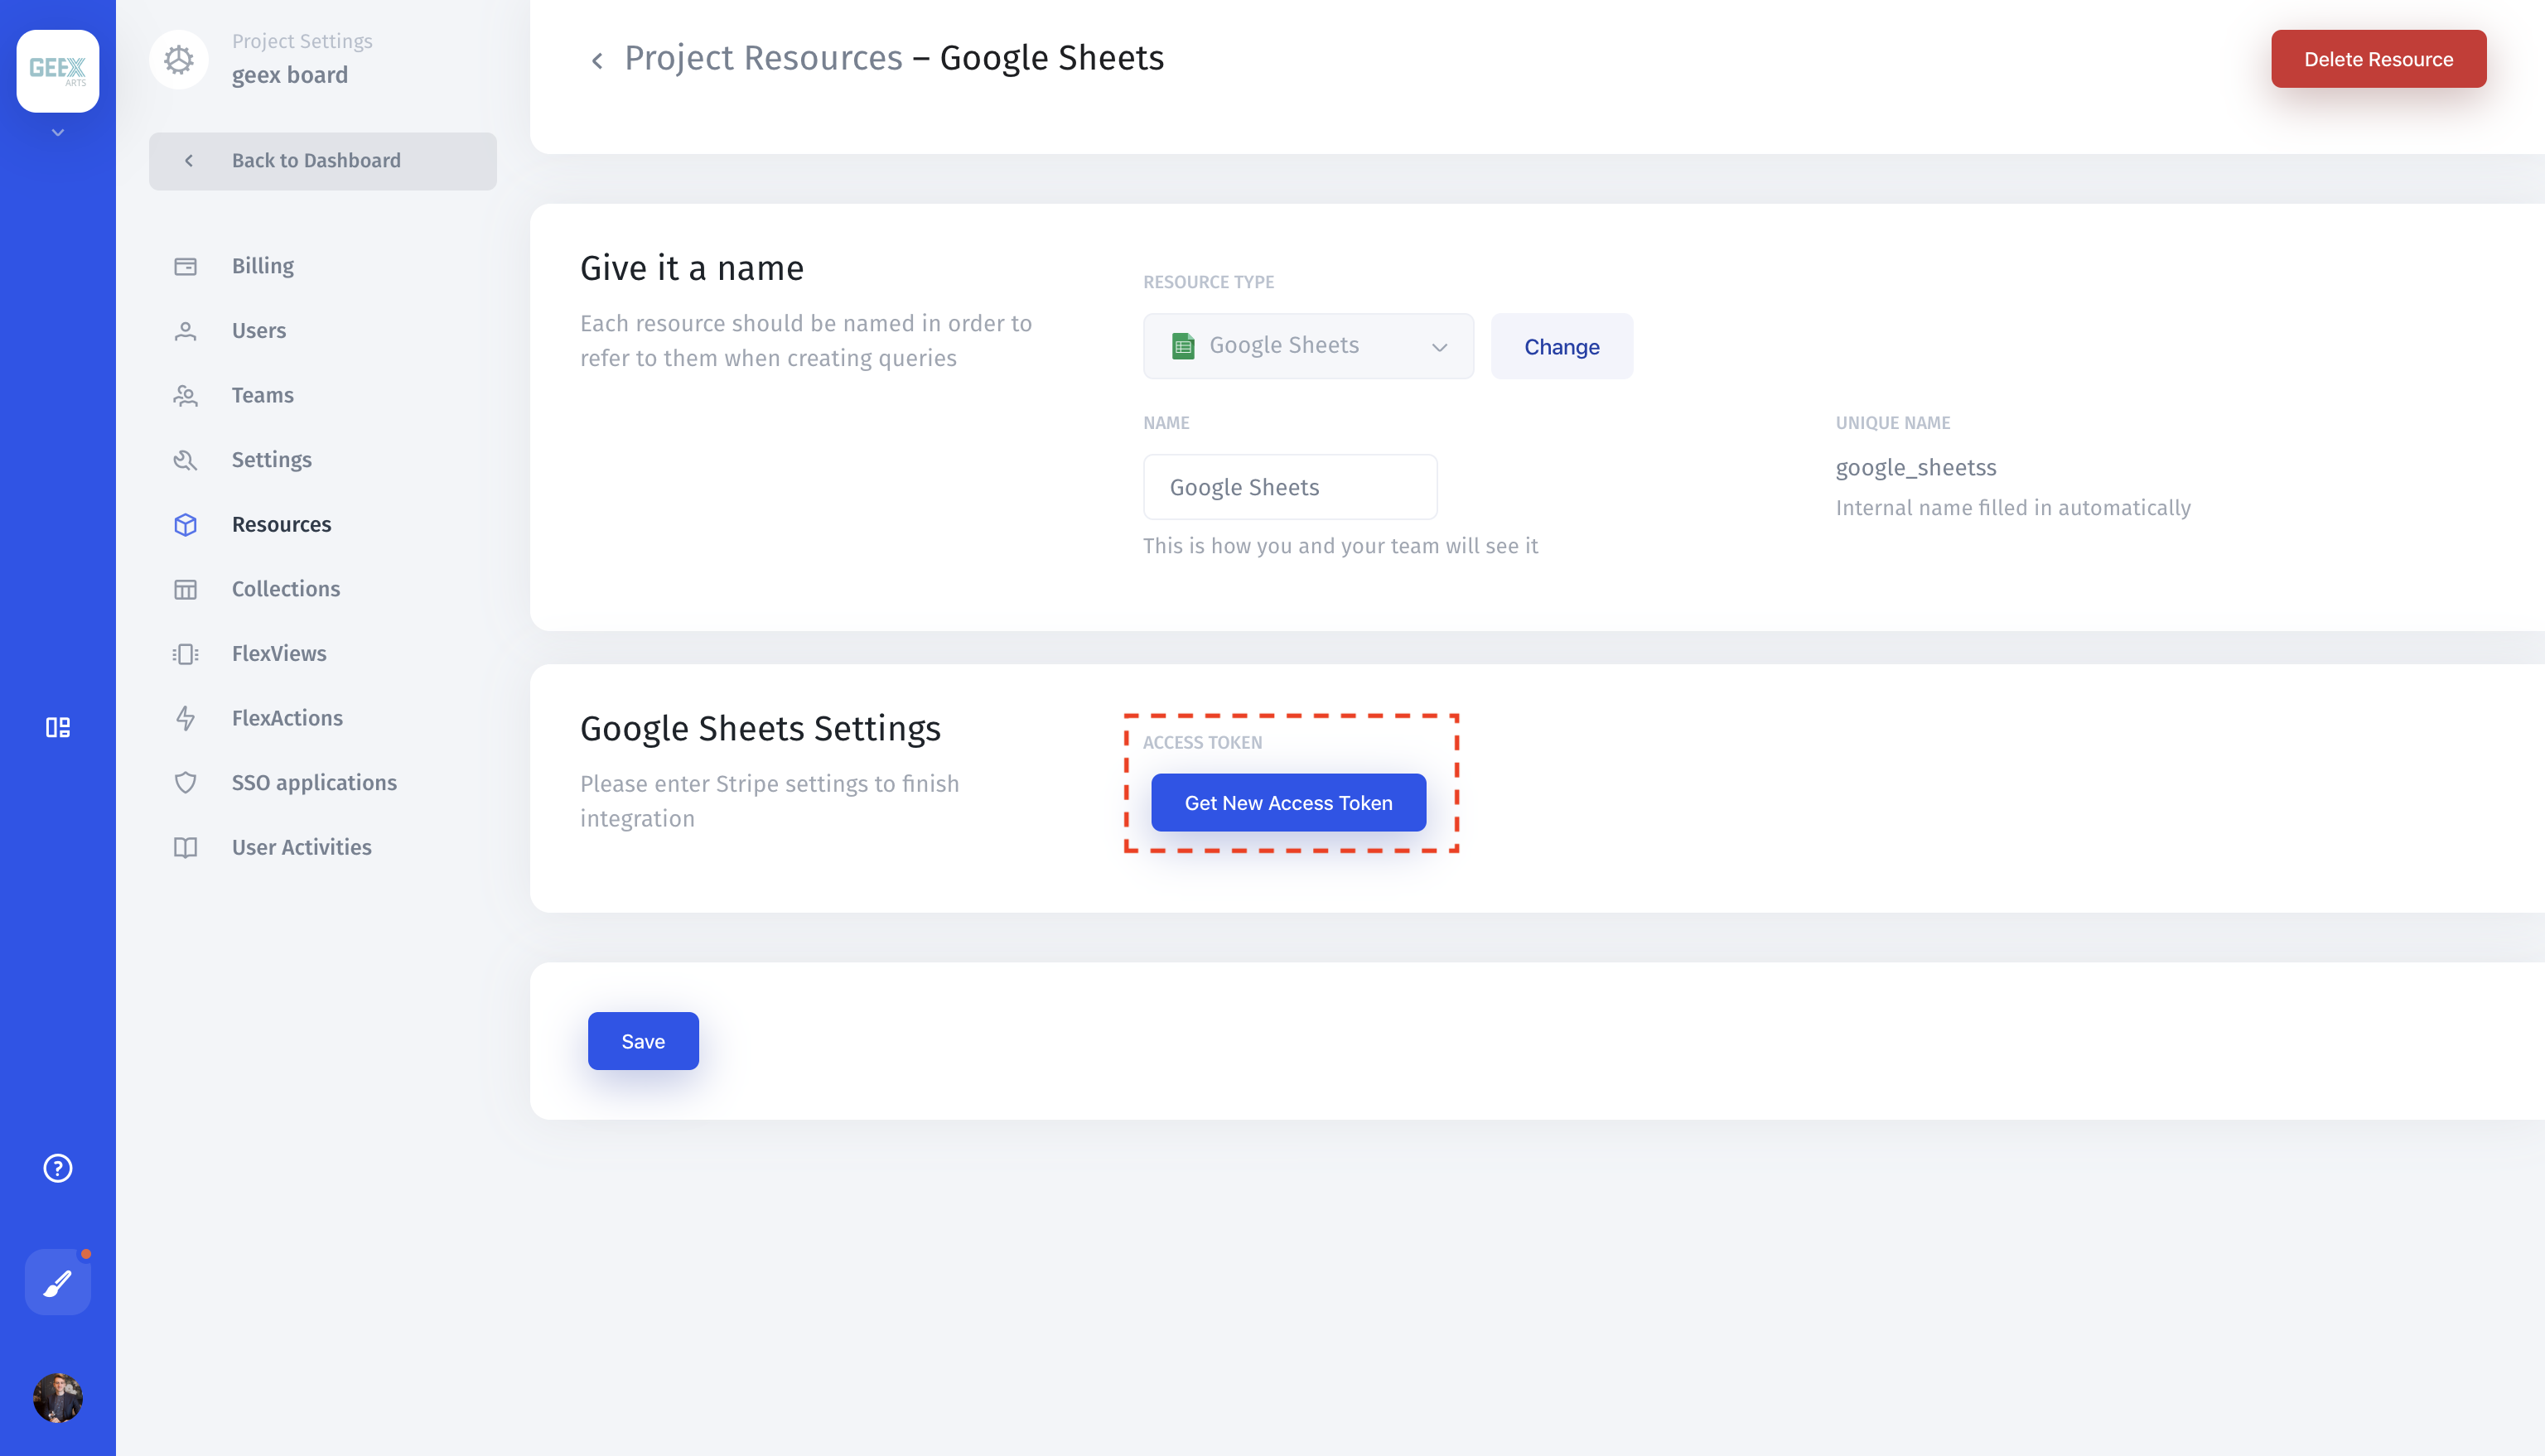 GEEX
ARTS
Project Settings
geex board
Back to Dashboard
Billing
Users
Teams
Settings
Resources
Collections
FlexViews
FlexActions
SSO applications
User Activities
?
Project Resources – Google Sheets
Delete Resource
Give it a name
Each resource should be named in order to
refer to them when creating queries
RESOURCE TYPE
Google Sheets
Change
NAME
Google Sheets
This is how you and your team will see it
UNIQUE NAME
google_sheetss
Internal name filled in automatically
Google Sheets Settings
Please enter Stripe settings to finish
integration
ACCESS TOKEN
Get New Access Token
Save